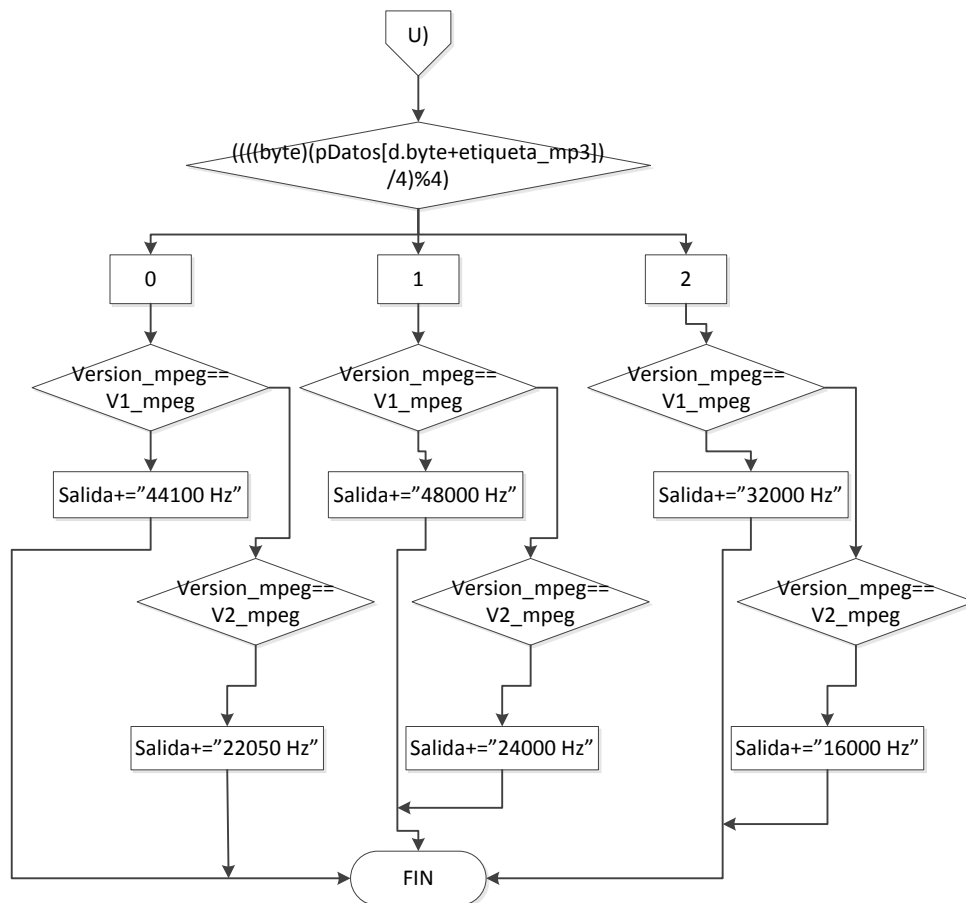 U)
((((byte)(pDatos[d.byte+etiqueta_mp3])
/4)%4)
0
1
2
Version_mpeg==
V1_mpeg
Version_mpeg==
V1_mpeg
Version_mpeg==
V1_mpeg
Salida+=”44100 Hz”
Salida+=”48000 Hz”
Salida+=”32000 Hz”
Version_mpeg==
V2_mpeg
Version_mpeg==
V2_mpeg
Version_mpeg==
V2_mpeg
Salida+=”22050 Hz”
Salida+=”24000 Hz”
Salida+=”16000 Hz”
FIN